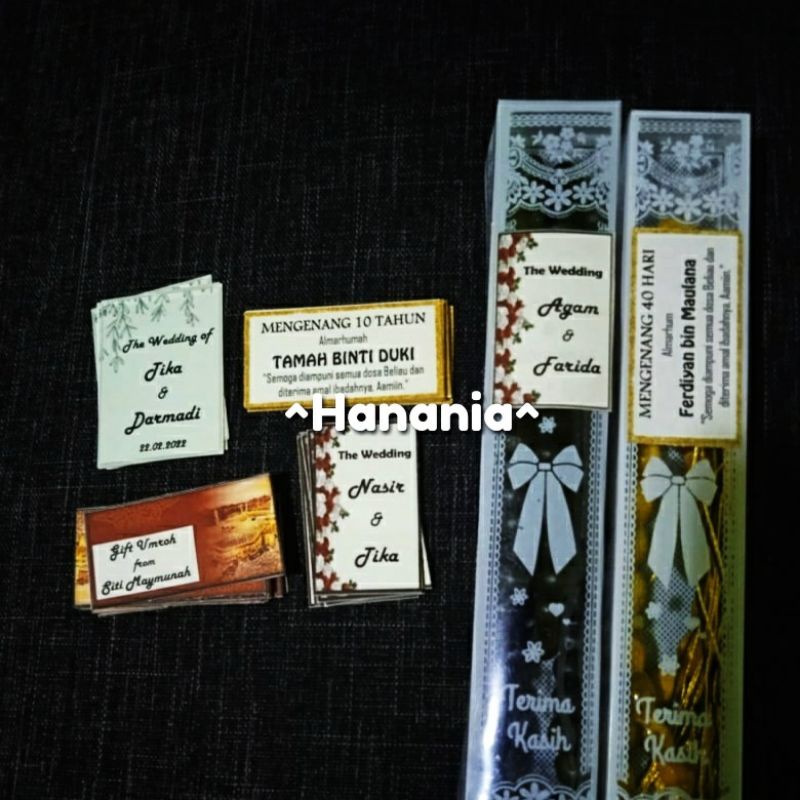 The Wedding of
Tika
&
Darmadi
22.02.2022
MENGENANG 10 TAHUN
Almarhumah
TAMAH BINTI DUKI
"Semoga diampuni semua dosa Beliau dan
diterima amal ibadahnya. Aamiin."
^Hanania^
Gift Umroh
from
Siti Maymunah
The Wedding
Nasir
&
Tika
The Wedding
Agam
&
Farida
Terima
Kasih
MENGENANG 40 HARI
Almarhum
Ferdiyan bin Maulana
"Semoga diampuni semua dosa Beliau dan
diterima amal ibadahnya. Aamiin."
Terima
Kasih